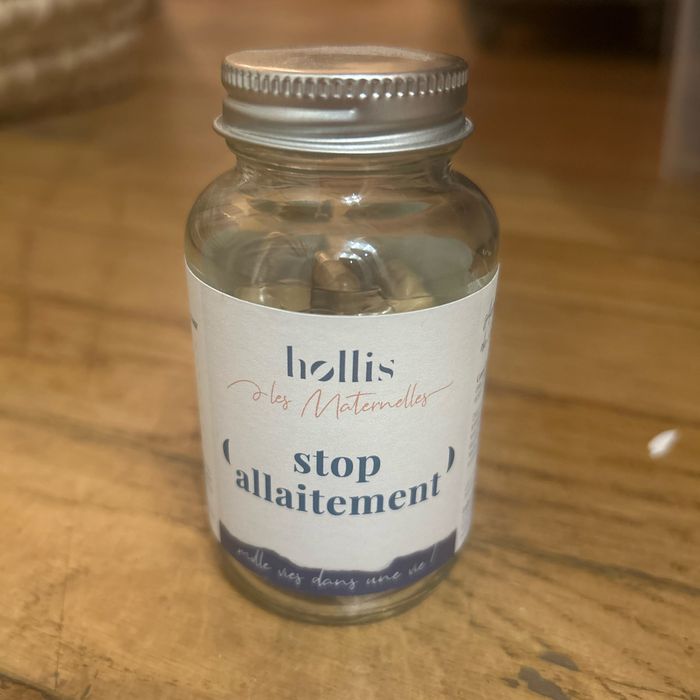 hollis
les Maternelles
stop
allaitement
mille vies dans une vie !